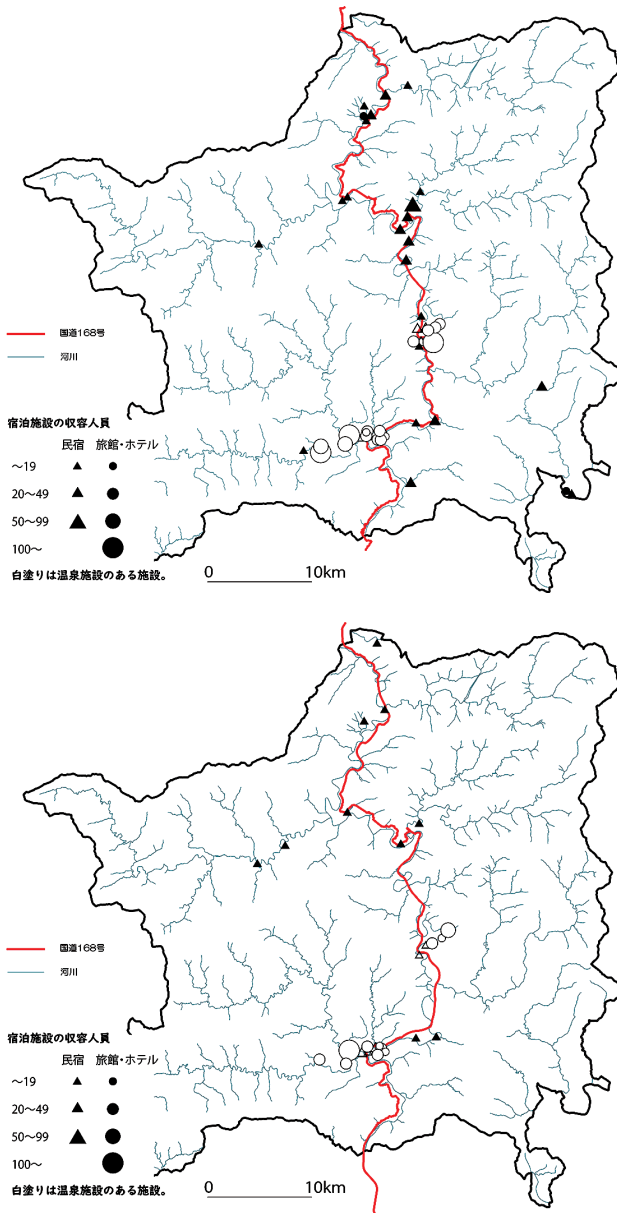 国道168号
河川
宿泊施設の収容人員
民宿 旅館・ホテル
～19
20～49
50～99
100～
白塗りは温泉施設のある施設。
0 10km
国道168号
河川
宿泊施設の収容人員
民宿 旅館・ホテル
～19
20～49
50～99
100～
白塗りは温泉施設のある施設。
0 10km